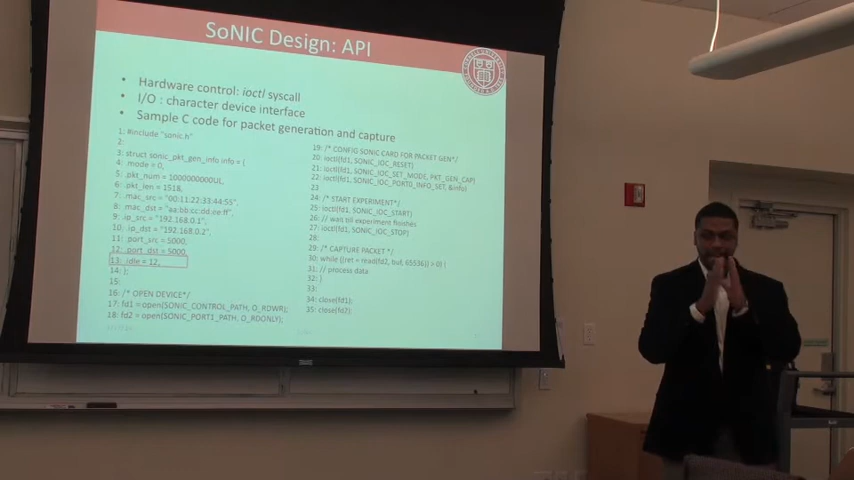 SoNIC Design: API
• Hardware control: ioctl syscall
• I/O : character device interface
• Sample C code for packet generation and capture
1: #include "sonic.h"
2:
3: struct sonic_pkt_gen_info info = {
4: .mode = 0,
5: .pkt_num = 1000000000UL,
6: .pkt_len = 1518,
7: .mac_src = "00:11:22:33:44:55",
8: .mac_dst = "aa:bb:cc:dd:ee:ff",
9: .ip_src = "192.168.0.1",
10: .ip_dst = "192.168.0.2",
11: .port_src = 5000,
12: .port_dst = 5000,
13: .idle = 12,
14: };
15:
16: /* OPEN DEVICE*/
17: fd1 = open(SONIC_CONTROL_PATH, O_RDWR);
18: fd2 = open(SONIC_PORT1_PATH, O_RDONLY);
19: /* CONFIG SONIC CARD FOR PACKET GEN*/
20: ioctl(fd1, SONIC_IOC_RESET)
21: ioctl(fd1, SONIC_IOC_SET_MODE, PKT_GEN_CAP)
22: ioctl(fd1, SONIC_IOC_PORT0_INFO_SET, &info)
23
24: /* START EXPERIMENT*/
25: ioctl(fd1, SONIC_IOC_START)
26: // wait till experiment finishes
27: ioctl(fd1, SONIC_IOC_STOP)
28:
29: /* CAPTURE PACKET */
30: while ((ret = read(fd2, buf, 65536)) > 0) {
31: // process data
32: }
33:
34: close(fd1);
35: close(fd2);